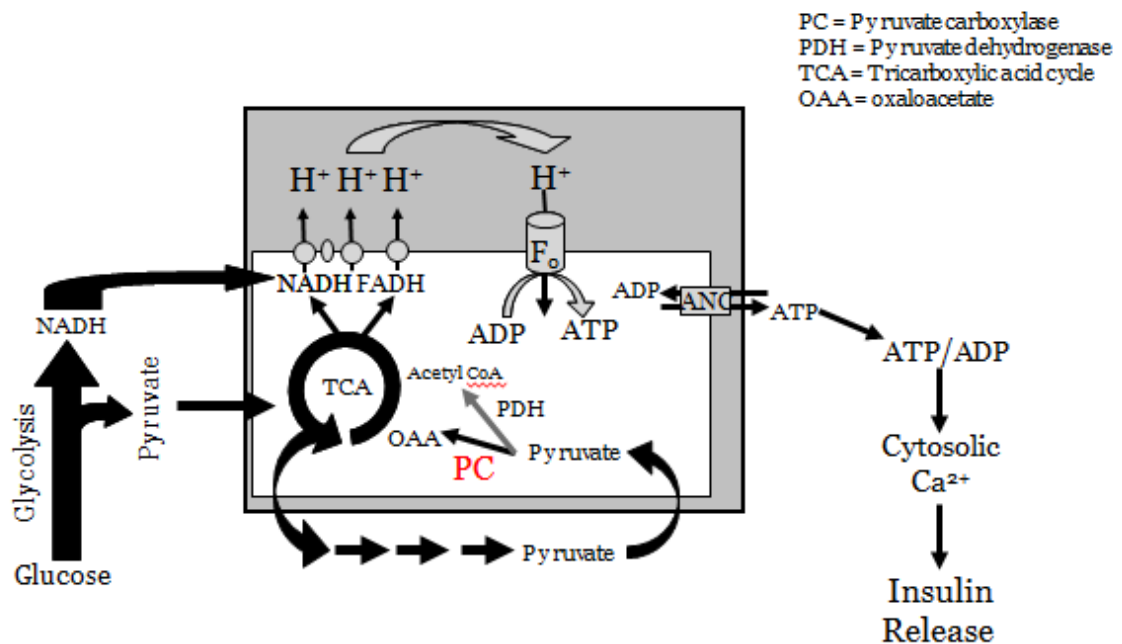 PC = Pyruvate carboxylase
PDH = Pyruvate dehydrogenase
TCA = Tricarboxylic acid cycle
OAA = oxaloacetate
H⁺ H⁺ H⁺
H⁺
F₀
NADH FADH
NADH
ADP
ANC
ATP
ADP
ATP
ATP/ADP
Glycolysis
Pyruvate
TCA
Acetyl CoA
PDH
OAA
PC
Pyruvate
Cytosolic
Ca²⁺
Pyruvate
Glucose
Insulin
Release